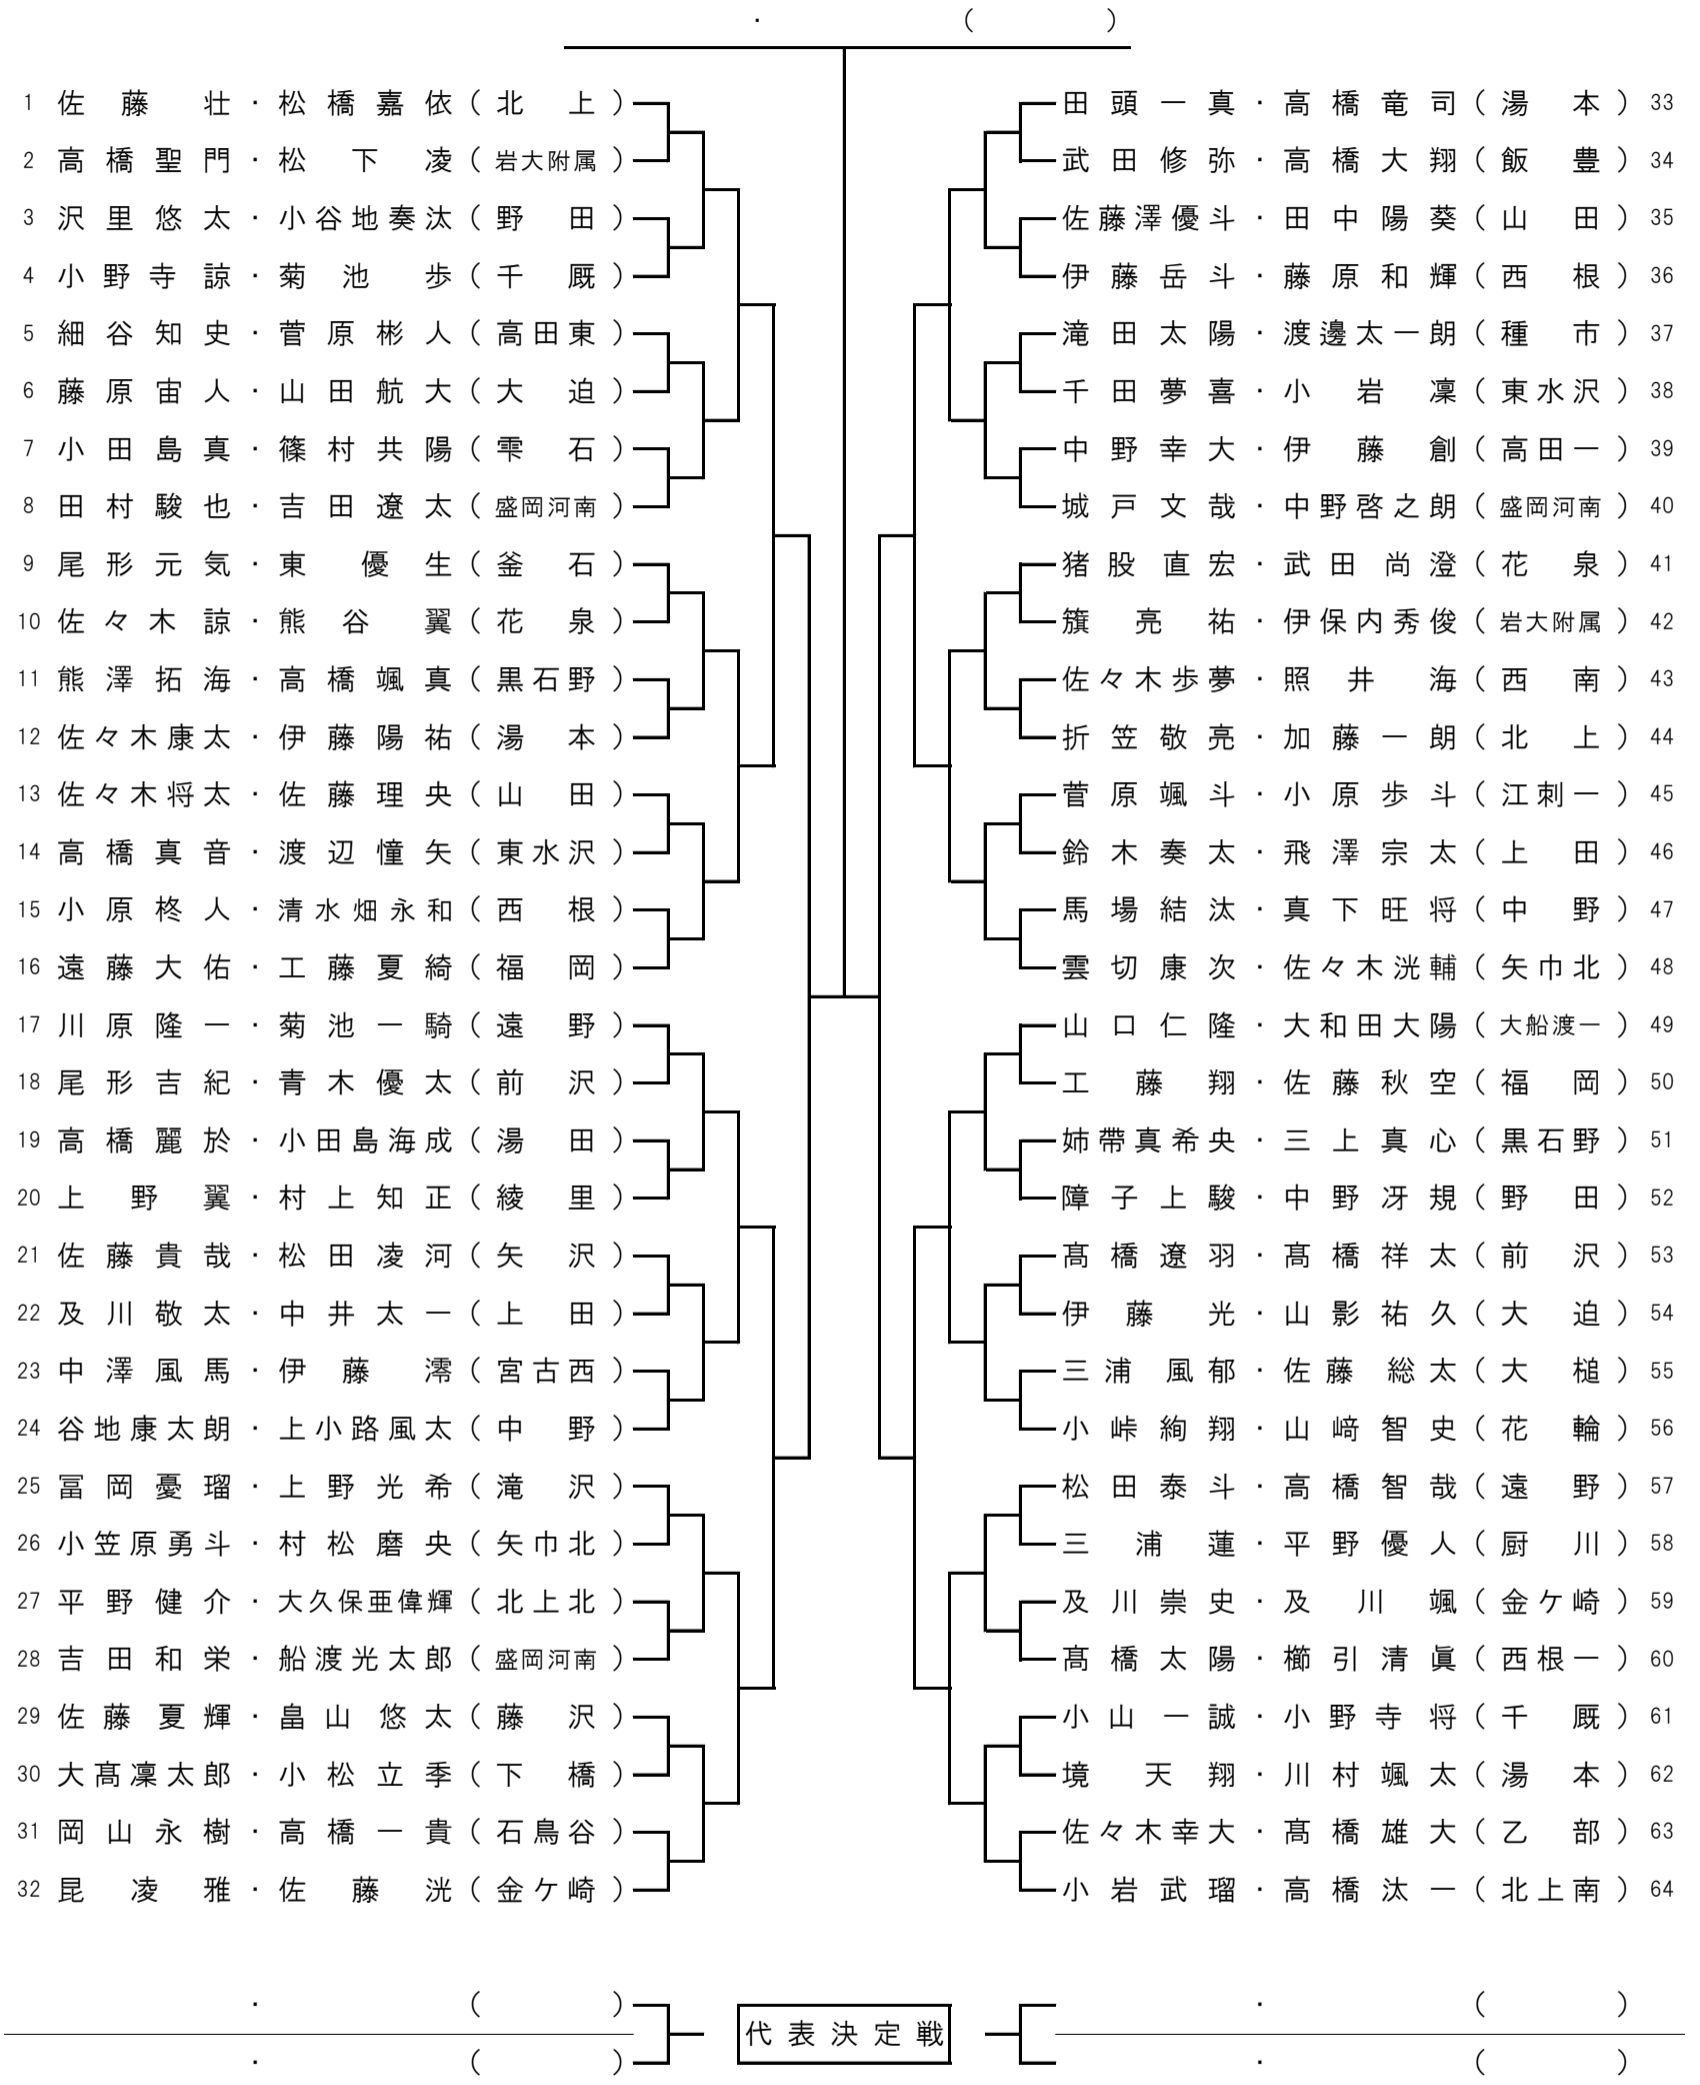 ・ （ ）
1 佐藤壮・松橋嘉依（北上）
2 高橋聖門・松下凌（岩大附属）
3 沢里悠太・小谷地奏汰（野田）
4 小野寺諒・菊池歩（千厩）
5 細谷知史・菅原彬人（高田東）
6 藤原宙人・山田航大（大迫）
7 小田島真・篠村共陽（雫石）
8 田村駿也・吉田遼太（盛岡河南）
9 尾形元気・東優生（釜石）
10 佐々木諒・熊谷翼（花泉）
11 熊澤拓海・高橋颯真（黒石野）
12 佐々木康太・伊藤陽祐（湯本）
13 佐々木将太・佐藤理央（山田）
14 高橋真音・渡辺憧矢（東水沢）
15 小原柊人・清水畑永和（西根）
16 遠藤大佑・工藤夏綺（福岡）
17 川原隆一・菊池一騎（遠野）
18 尾形吉紀・青木優太（前沢）
19 高橋麗於・小田島海成（湯田）
20 上野翼・村上知正（綾里）
21 佐藤貴哉・松田凌河（矢沢）
22 及川敬太・中井太一（上田）
23 中澤風馬・伊藤澪（宮古西）
24 谷地康太朗・上小路風太（中野）
25 冨岡憂瑠・上野光希（滝沢）
26 小笠原勇斗・村松磨央（矢巾北）
27 平野健介・大久保亜偉輝（北上北）
28 吉田和栄・船渡光太郎（盛岡河南）
29 佐藤夏輝・畠山悠太（藤沢）
30 大髙凜太郎・小松立季（下橋）
31 岡山永樹・高橋一貴（石鳥谷）
32 昆凌雅・佐藤洸（金ケ崎）
田頭一真・高橋竜司（湯本）33
武田修弥・高橋大翔（飯豊）34
佐藤澤優斗・田中陽葵（山田）35
伊藤岳斗・藤原和輝（西根）36
滝田太陽・渡邊太一朗（種市）37
千田夢喜・小岩凜（東水沢）38
中野幸大・伊藤創（高田一）39
城戸文哉・中野啓之朗（盛岡河南）40
猪股直宏・武田尚澄（花泉）41
籏亮祐・伊保内秀俊（岩大附属）42
佐々木歩夢・照井海（西南）43
折笠敬亮・加藤一朗（北上）44
菅原颯斗・小原歩斗（江刺一）45
鈴木奏太・飛澤宗太（上田）46
馬場結汰・真下旺将（中野）47
雲切康次・佐々木洸輔（矢巾北）48
山口仁隆・大和田大陽（大船渡一）49
工藤翔・佐藤秋空（福岡）50
姉帶真希央・三上真心（黒石野）51
障子上駿・中野冴規（野田）52
髙橋遼羽・髙橋祥太（前沢）53
伊藤光・山影祐久（大迫）54
三浦風郁・佐藤総太（大槌）55
小峠絢翔・山﨑智史（花輪）56
松田泰斗・高橋智哉（遠野）57
三浦蓮・平野優人（厨川）58
及川崇史・及川颯（金ケ崎）59
髙橋太陽・櫛引清眞（西根一）60
小山一誠・小野寺将（千厩）61
境天翔・川村颯太（湯本）62
佐々木幸大・髙橋雄大（乙部）63
小岩武瑠・高橋汰一（北上南）64
・ （ ） ・ （ ）
代表決定戦
・ （ ） ・ （ ）